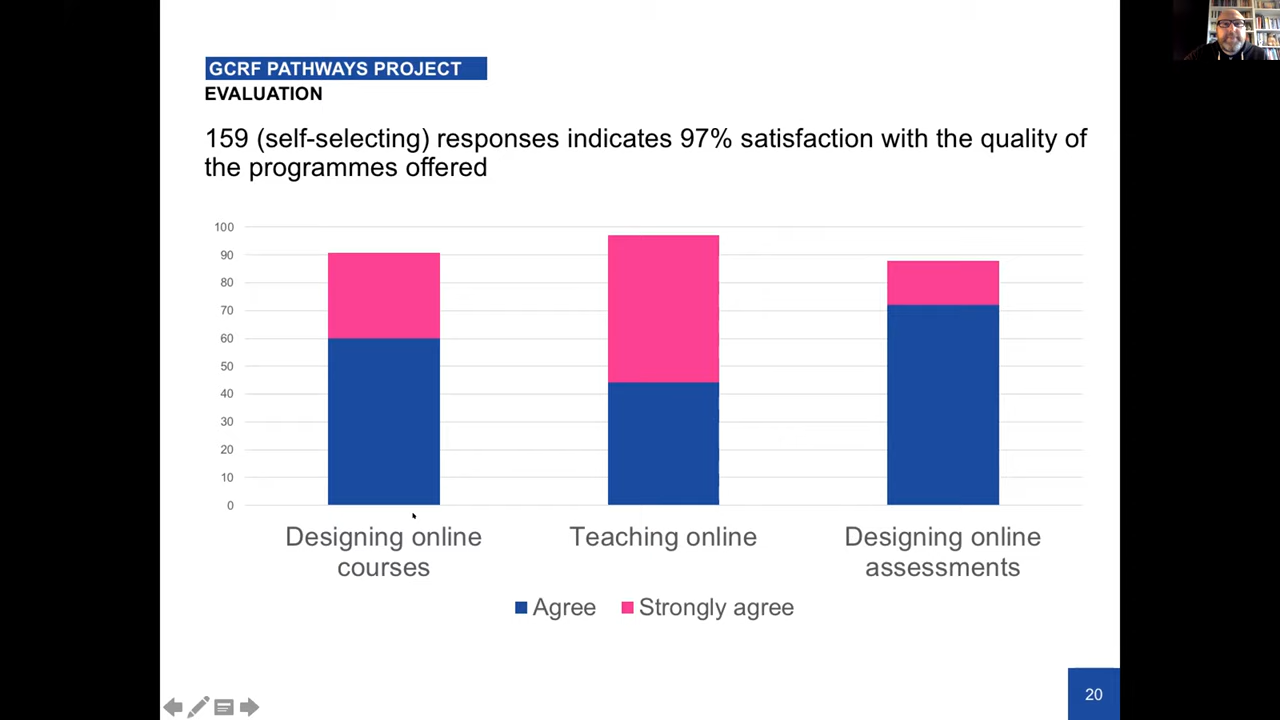 GCRF PATHWAYS PROJECT
EVALUATION
159 (self-selecting) responses indicates 97% satisfaction with the quality of
the programmes offered
100
90
80
70
60
50
40
30
20
10
0
Designing online
courses
Teaching online
Designing online
assessments
Agree
Strongly agree
20